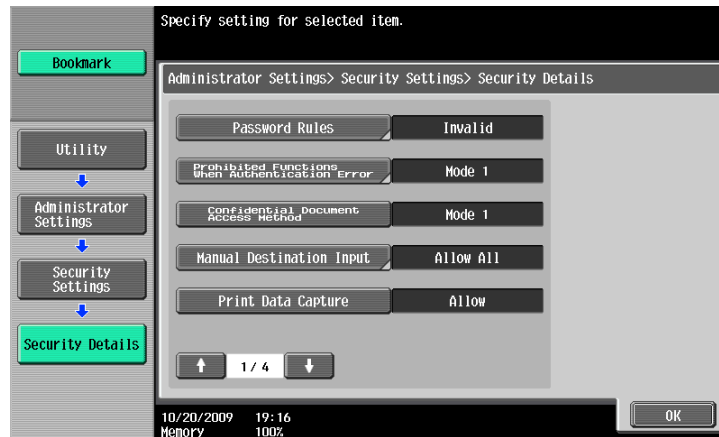 Specify setting for selected item.
Bookmark
Administrator Settings> Security Settings> Security Details
Utility
Administrator
Settings
Security
Settings
Security Details
Password Rules
Invalid
Prohibited Functions
When Authentication Error
Mode 1
Confidential Document
Access Method
Mode 1
Manual Destination Input
Allow All
Print Data Capture
Allow
1/ 4
OK
10/20/2009 19:16
Memory 100%